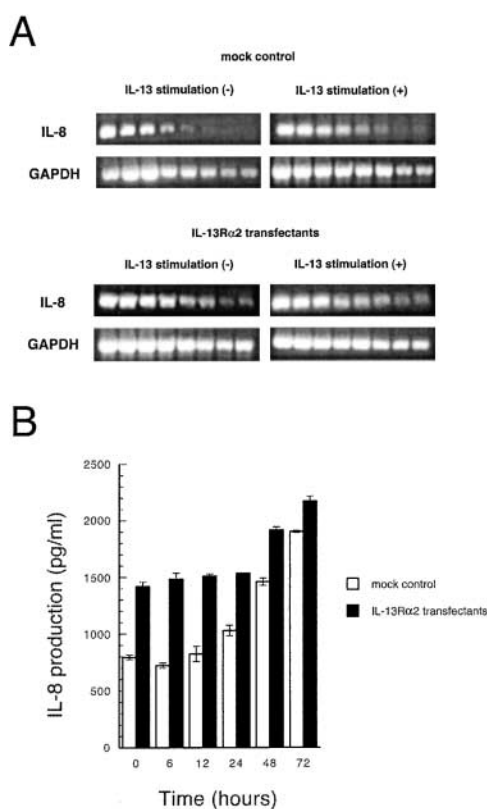 A
mock control
IL-13 stimulation (-) IL-13 stimulation (+)
IL-8
GAPDH
IL-13Rα2 transfectants
IL-13 stimulation (-) IL-13 stimulation (+)
IL-8
GAPDH
B
IL-8 production (pg/ml)
2500
2000
1500
1000
500
0
mock control
IL-13Rα2 transfectants
0 6 12 24 48 72
Time (hours)